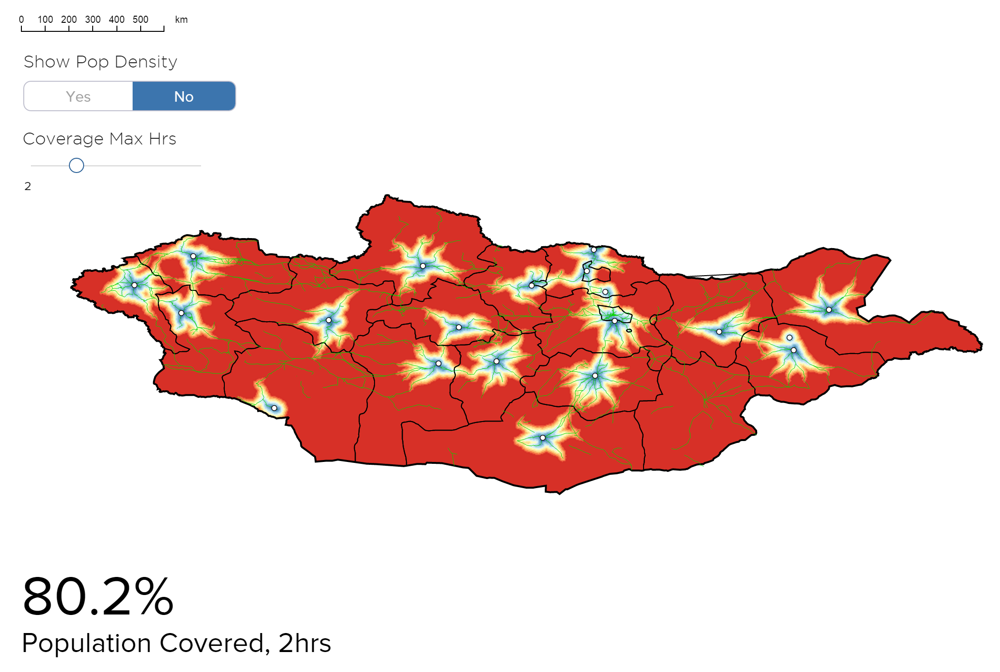 0 100 200 300 400 500 km
Show Pop Density
Yes No
Coverage Max Hrs
2
80.2%
Population Covered, 2hrs